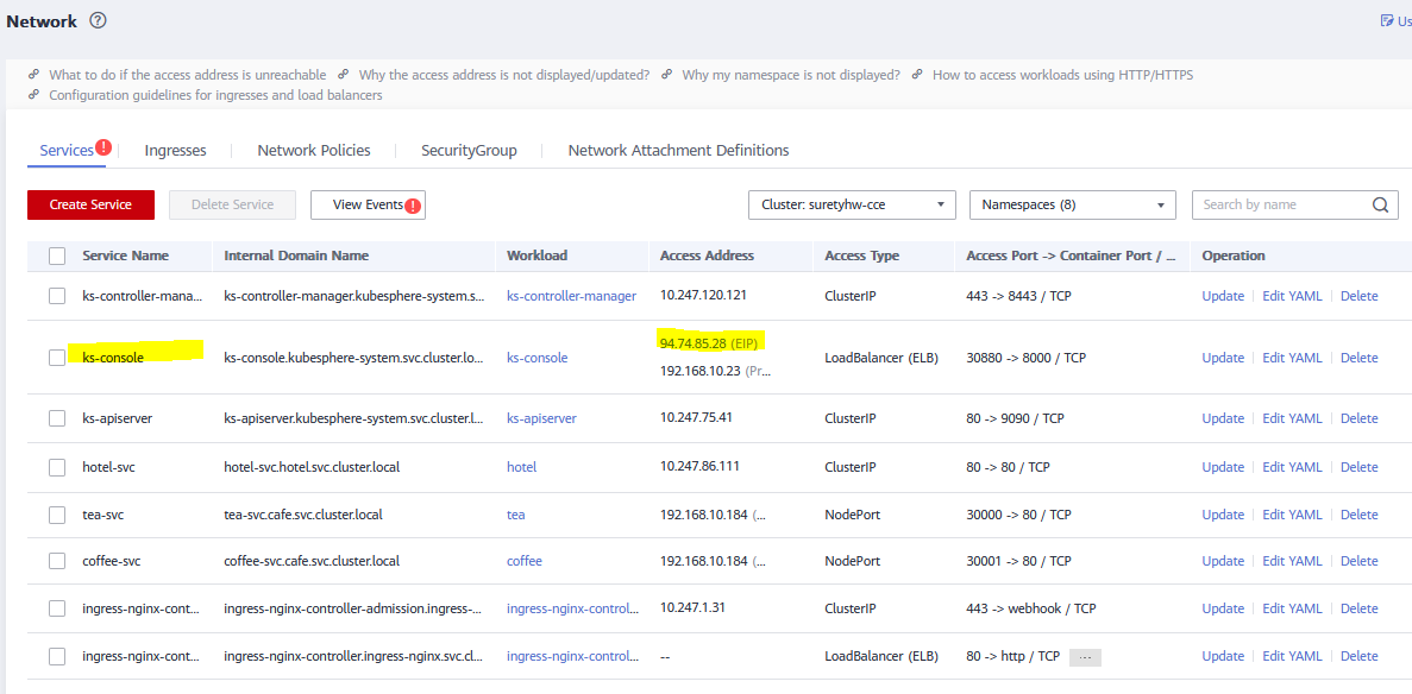 Network ?
Us
What to do if the access address is unreachable Why the access address is not displayed/updated? Why my namespace is not displayed? How to access workloads using HTTP/HTTPS
Configuration guidelines for ingresses and load balancers
Services ! Ingresses Network Policies SecurityGroup Network Attachment Definitions
Create Service Delete Service View Events ! Cluster: suretyhw-cce Namespaces (8) Search by name
Service Name Internal Domain Name Workload Access Address Access Type Access Port -> Container Port / ... Operation
ks-controller-mana... ks-controller-manager.kubesphere-system.s... ks-controller-manager 10.247.120.121 ClusterIP 443 -> 8443 / TCP Update Edit YAML Delete
94.74.85.28 (EIP)
ks-console ks-console.kubesphere-system.svc.cluster.lo... ks-console LoadBalancer (ELB) 30880 -> 8000 / TCP Update Edit YAML Delete
192.168.10.23 (Pr...
ks-apiserver ks-apiserver.kubesphere-system.svc.cluster.l... ks-apiserver 10.247.75.41 ClusterIP 80 -> 9090 / TCP Update Edit YAML Delete
hotel-svc hotel-svc.hotel.svc.cluster.local hotel 10.247.86.111 ClusterIP 80 -> 80 / TCP Update Edit YAML Delete
tea-svc tea-svc.cafe.svc.cluster.local tea 192.168.10.184 (... NodePort 30000 -> 80 / TCP Update Edit YAML Delete
coffee-svc coffee-svc.cafe.svc.cluster.local coffee 192.168.10.184 (... NodePort 30001 -> 80 / TCP Update Edit YAML Delete
ingress-nginx-cont... ingress-nginx-controller-admission.ingress-... ingress-nginx-control... 10.247.1.31 ClusterIP 443 -> webhook / TCP Update Edit YAML Delete
ingress-nginx-cont... ingress-nginx-controller.ingress-nginx.svc.cl... ingress-nginx-control... -- LoadBalancer (ELB) 80 -> http / TCP ... Update Edit YAML Delete